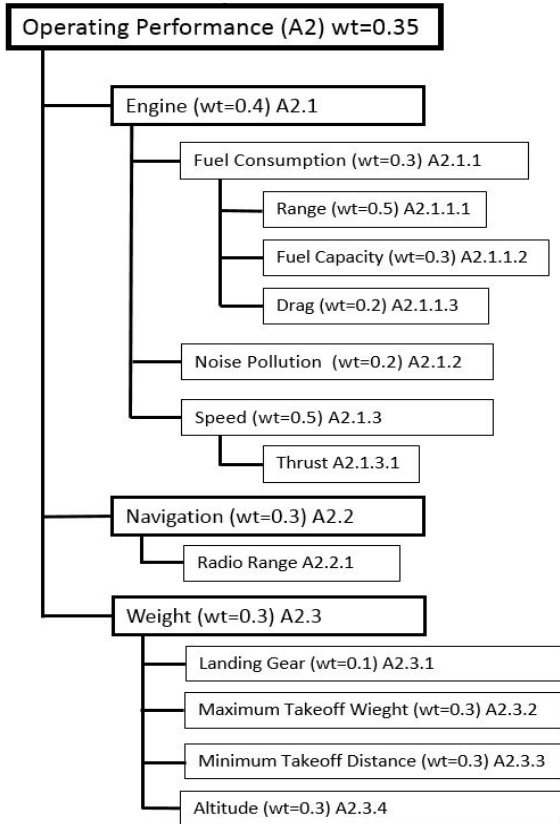 Operating Performance (A2) wt=0.35
Engine (wt=0.4) A2.1
Fuel Consumption (wt=0.3) A2.1.1
Range (wt=0.5) A2.1.1.1
Fuel Capacity (wt=0.3) A2.1.1.2
Drag (wt=0.2) A2.1.1.3
Noise Pollution (wt=0.2) A2.1.2
Speed (wt=0.5) A2.1.3
Thrust A2.1.3.1
Navigation (wt=0.3) A2.2
Radio Range A2.2.1
Weight (wt=0.3) A2.3
Landing Gear (wt=0.1) A2.3.1
Maximum Takeoff Wieght (wt=0.3) A2.3.2
Minimum Takeoff Distance (wt=0.3) A2.3.3
Altitude (wt=0.3) A2.3.4